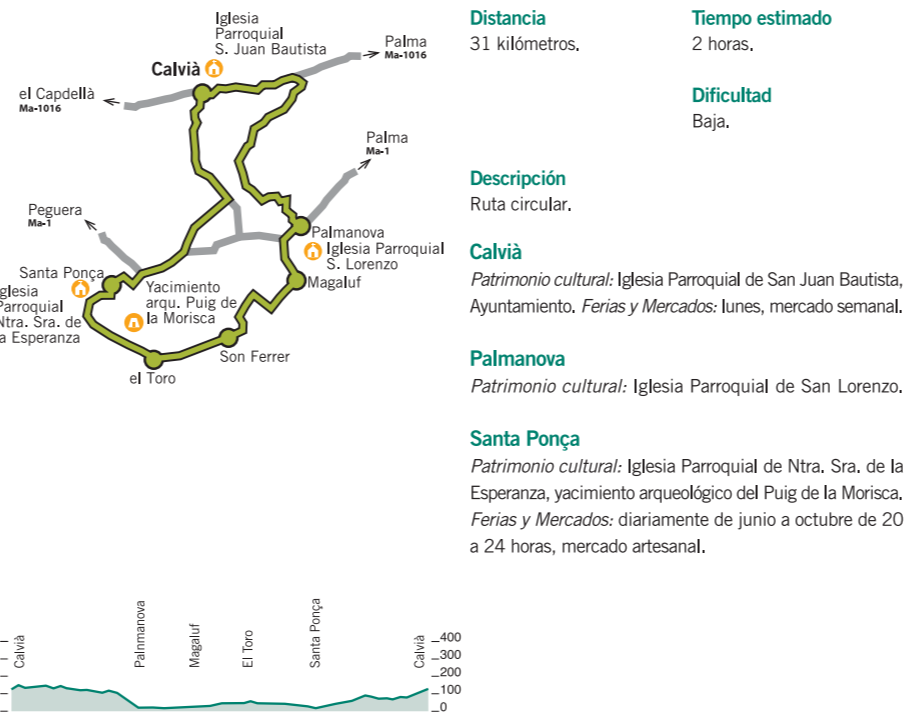 Iglesia
Parroquial
S. Juan Bautista
Calvià
Palma
Ma-1016
el Capdellà
Ma-1016
Palma
Ma-1
Peguera
Ma-1
Palmanova
Iglesia Parroquial
S. Lorenzo
Magaluf
Santa Ponça
glesia
Parroquial
Ntra. Sra. de
a Esperanza
Yacimiento
arqu. Puig de
la Morisca
Son Ferrer
el Toro
Distancia
31 kilómetros.
Tiempo estimado
2 horas.
Dificultad
Baja.
Descripción
Ruta circular.
Calvià
Patrimonio cultural: Iglesia Parroquial de San Juan Bautista,
Ayuntamiento. Ferias y Mercados: lunes, mercado semanal.
Palmanova
Patrimonio cultural: Iglesia Parroquial de San Lorenzo.
Santa Ponça
Patrimonio cultural: Iglesia Parroquial de Ntra. Sra. de la
Esperanza, yacimiento arqueológico del Puig de la Morisca.
Ferias y Mercados: diariamente de junio a octubre de 20
a 24 horas, mercado artesanal.
Calvià
Palnmanova
Magaluf
El Toro
Santa Ponça
Calvià
400
300
200
100
0